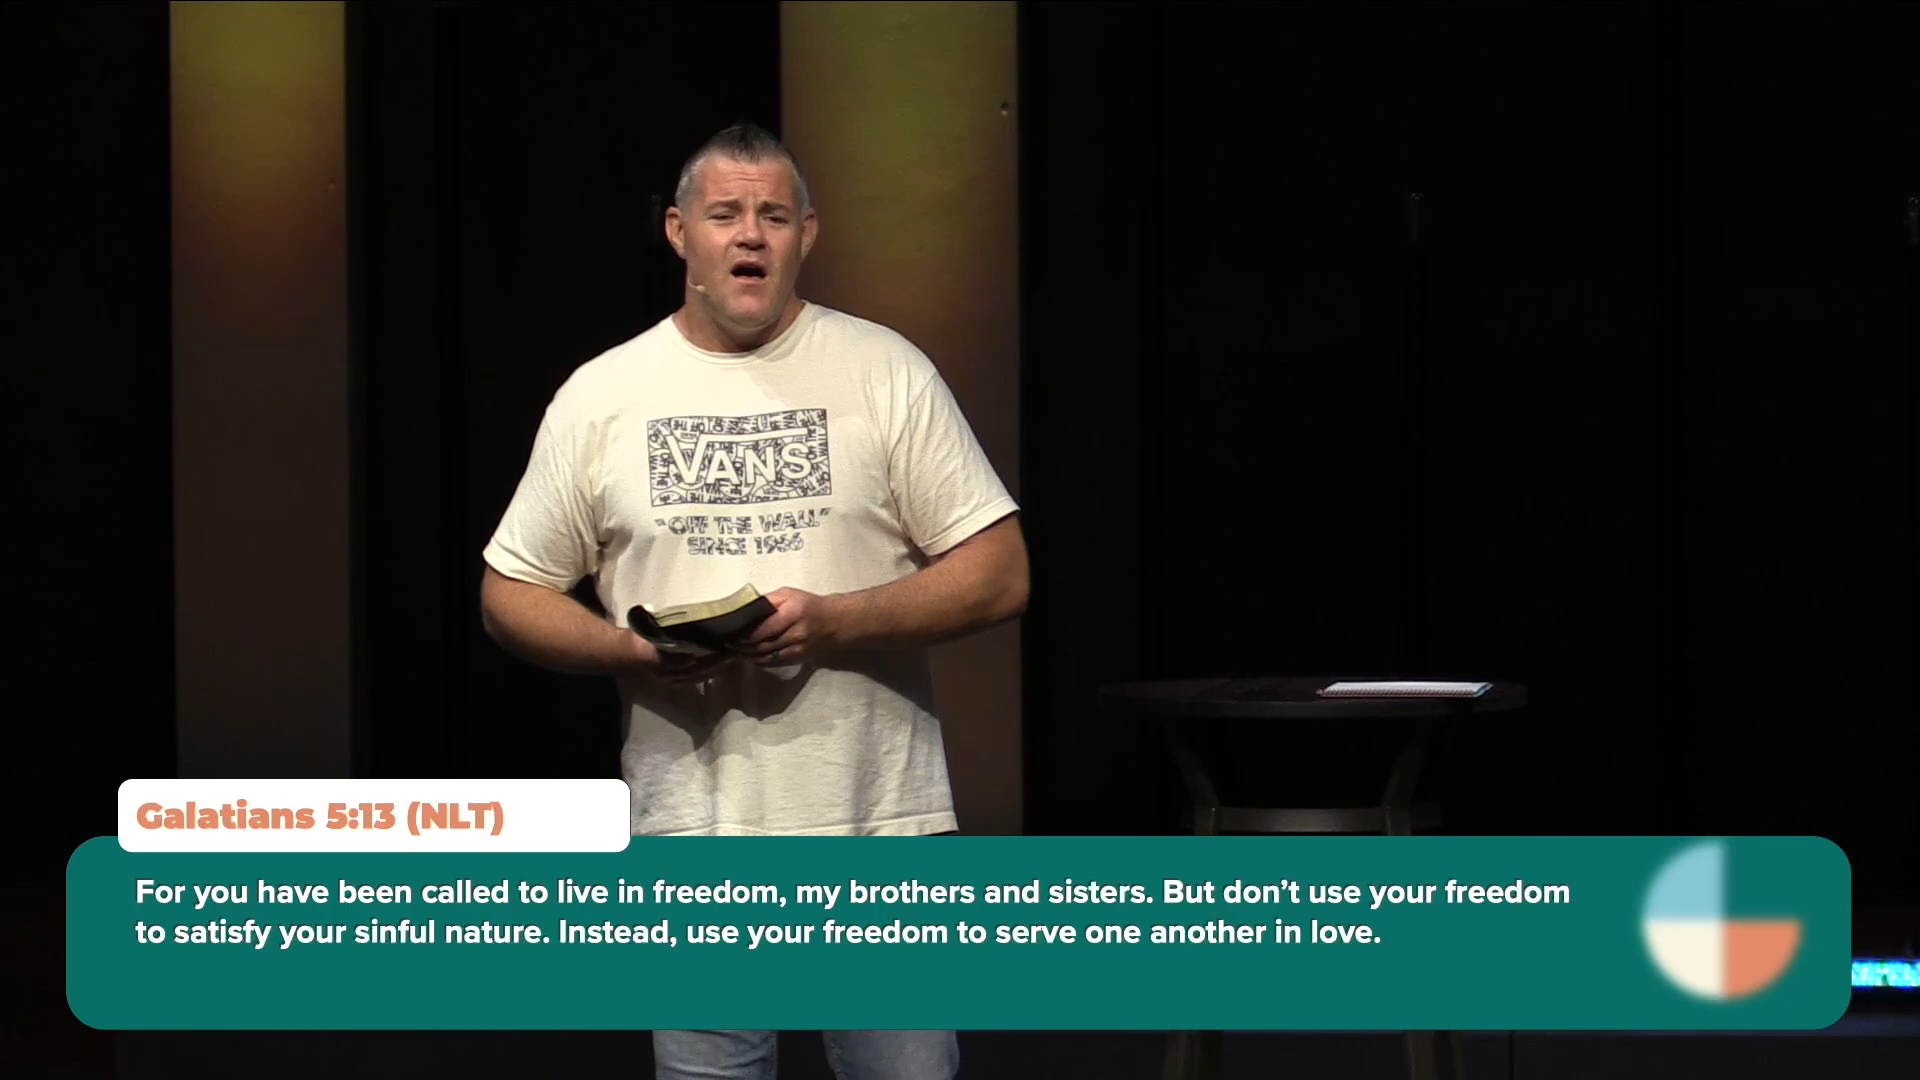 VANS
"OFF THE WALL"
SINCE 1966
Galatians 5:13 (NLT)
For you have been called to live in freedom, my brothers and sisters. But don’t use your freedom
to satisfy your sinful nature. Instead, use your freedom to serve one another in love.